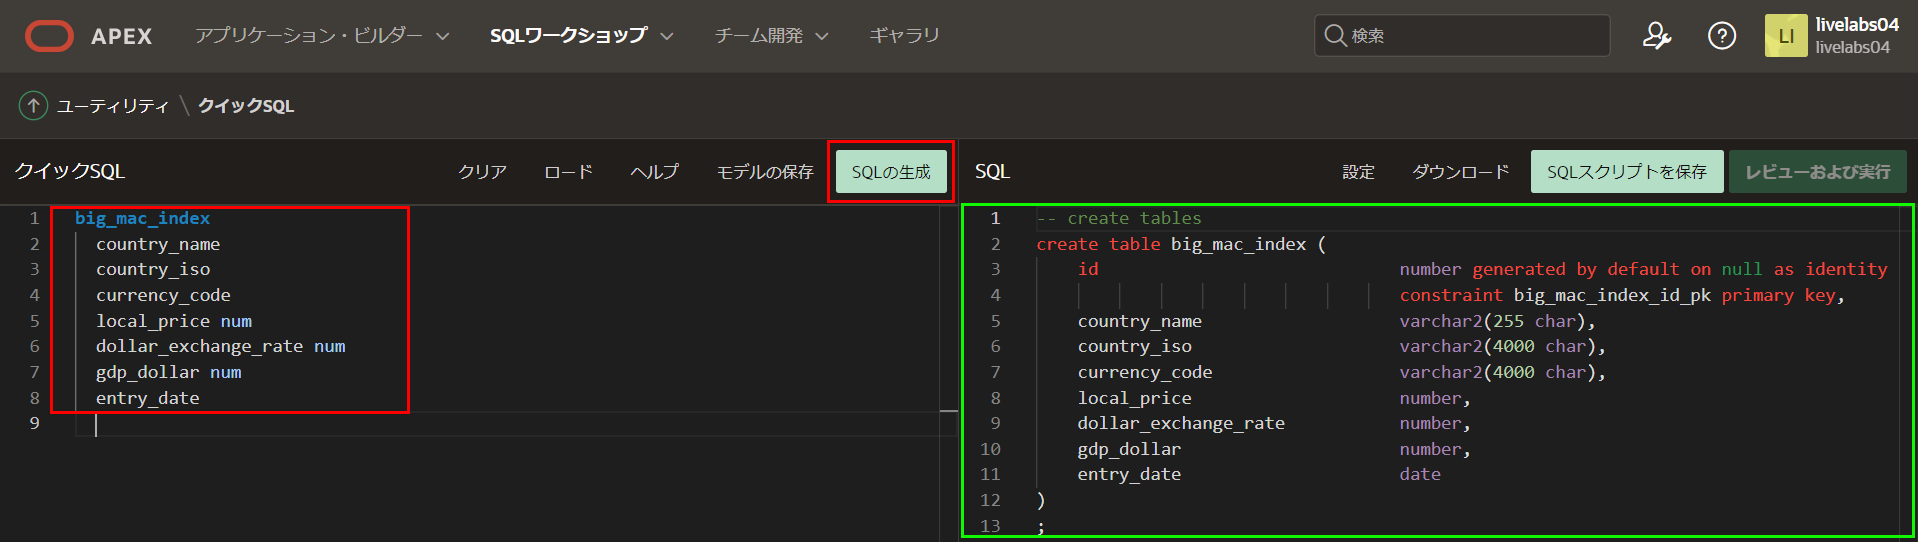 APEX アプリケーション・ビルダー SQLワークショップ チーム開発 ギャラリ 検索 LI livelabs04
livelabs04
ユーティリティ \ クイックSQL
クイックSQL クリア ロード ヘルプ モデルの保存 SQLの生成
1 big_mac_index
2 country_name
3 country_iso
4 currency_code
5 local_price num
6 dollar_exchange_rate num
7 gdp_dollar num
8 entry_date
9
SQL 設定 ダウンロード SQLスクリプトを保存 レビューおよび実行
1 -- create tables
2 create table big_mac_index (
3 id number generated by default on null as identity
4 constraint big_mac_index_id_pk primary key,
5 country_name varchar2(255 char),
6 country_iso varchar2(4000 char),
7 currency_code varchar2(4000 char),
8 local_price number,
9 dollar_exchange_rate number,
10 gdp_dollar number,
11 entry_date date
12 )
13 ;